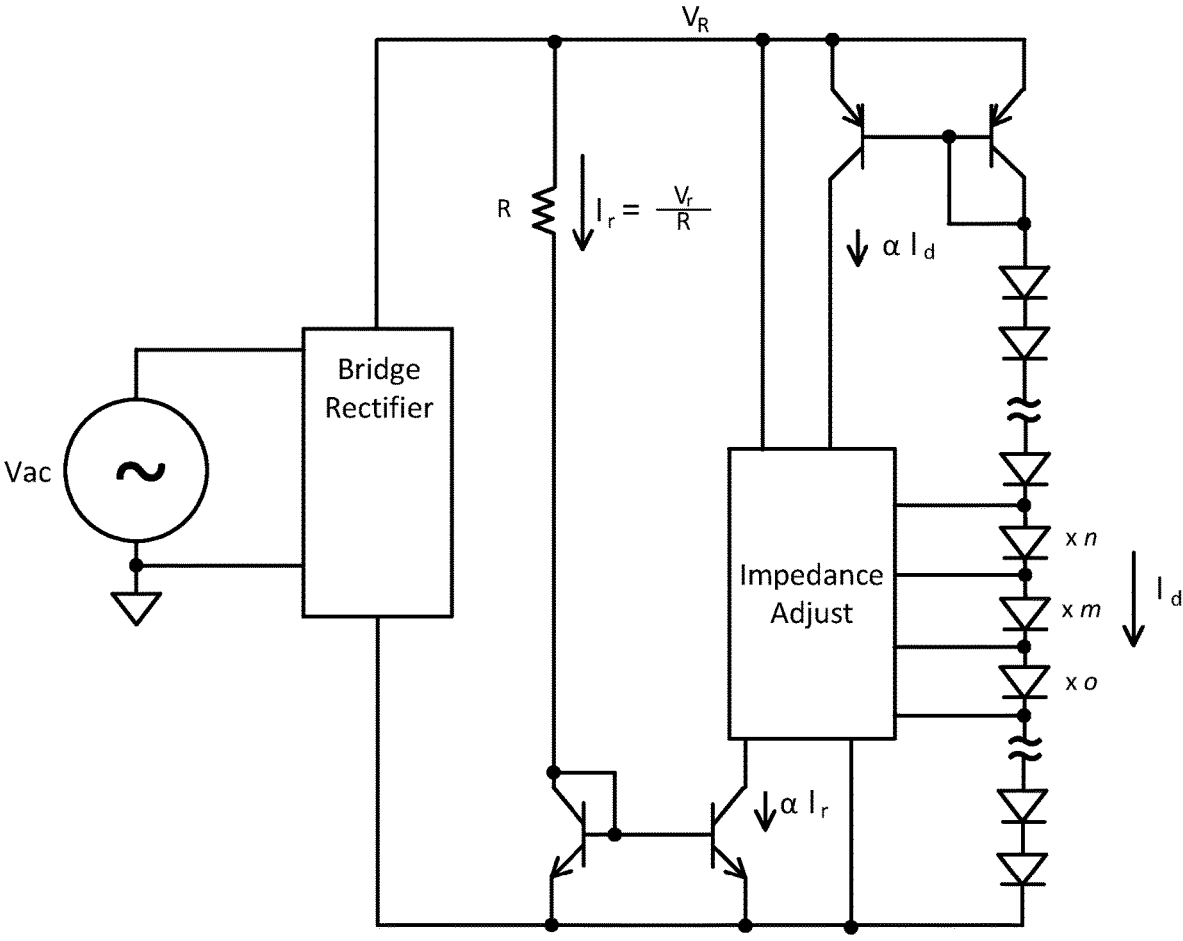 V_R
R
I_r = V_r / R
α I_d
Bridge
Rectifier
Vac
x n
Impedance
Adjust
x m
I_d
x o
α I_r